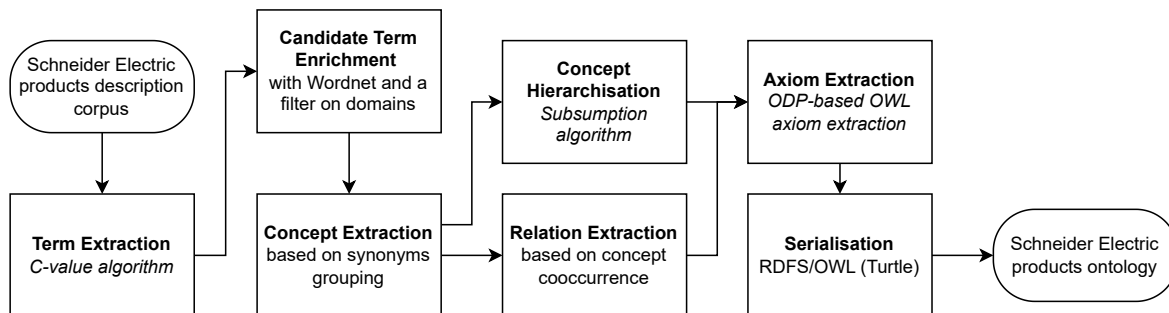 Schneider Electric
products description
corpus
Term Extraction
C-value algorithm
Candidate Term
Enrichment
with Wordnet and a
filter on domains
Concept Extraction
based on synonyms
grouping
Concept
Hierarchisation
Subsumption
algorithm
Relation Extraction
based on concept
cooccurrence
Axiom Extraction
ODP-based OWL
axiom extraction
Serialisation
RDFS/OWL (Turtle)
Schneider Electric
products ontology